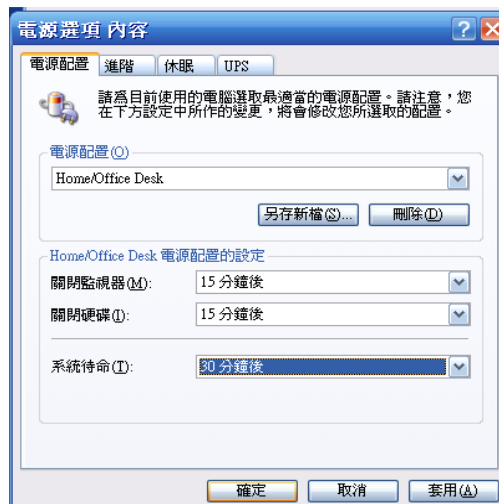 電源選項 內容
電源配置 進階 休眠 UPS
請為目前使用的電腦選取最適當的電源配置。請注意，您
在下方設定中所作的變更，將會修改您所選取的配置。
電源配置(O)
Home/Office Desk
另存新檔(S)... 刪除(D)
Home/Office Desk 電源配置的設定
關閉監視器(M): 15 分鐘後
關閉硬碟(I): 15 分鐘後
系統待命(T): 30 分鐘後
確定 取消 套用(A)